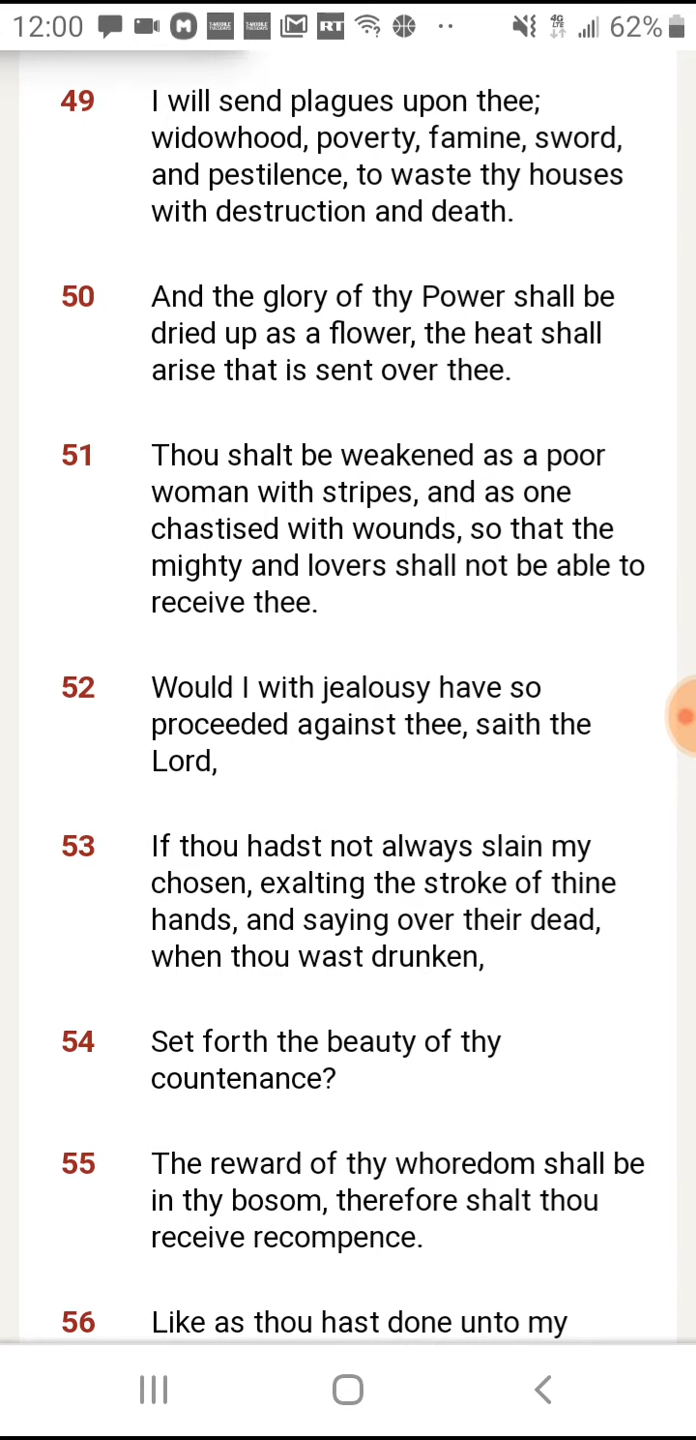 12:00 M T-MOBILE TUESDAYS T-MOBILE TUESDAYS M RT ? 4G LTE 62%
49 I will send plagues upon thee;
widowhood, poverty, famine, sword,
and pestilence, to waste thy houses
with destruction and death.
50 And the glory of thy Power shall be
dried up as a flower, the heat shall
arise that is sent over thee.
51 Thou shalt be weakened as a poor
woman with stripes, and as one
chastised with wounds, so that the
mighty and lovers shall not be able to
receive thee.
52 Would I with jealousy have so
proceeded against thee, saith the
Lord,
53 If thou hadst not always slain my
chosen, exalting the stroke of thine
hands, and saying over their dead,
when thou wast drunken,
54 Set forth the beauty of thy
countenance?
55 The reward of thy whoredom shall be
in thy bosom, therefore shalt thou
receive recompence.
56 Like as thou hast done unto my